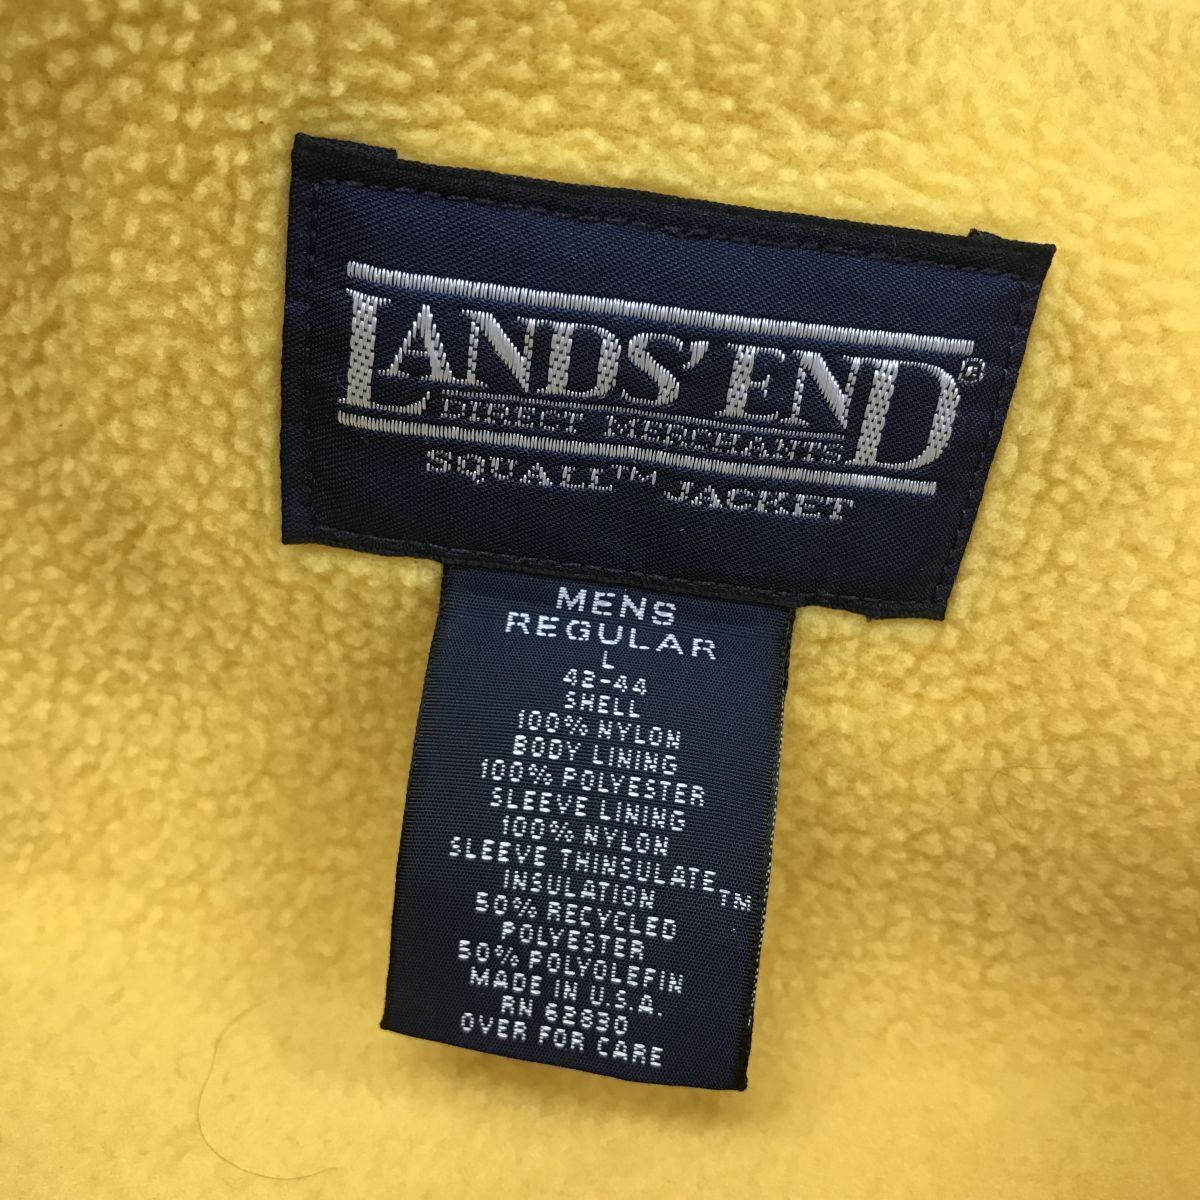 LANDS' END®
DIRECT MERCHANTS
SQUALL™ JACKET
MENS
REGULAR
L
42-44
SHELL
100% NYLON
BODY LINING
100% POLYESTER
SLEEVE LINING
100% NYLON
SLEEVE THINSULATE™
INSULATION
50% RECYCLED
POLYESTER
50% POLYOLEFIN
MADE IN U.S.A.
RN 62830
OVER FOR CARE